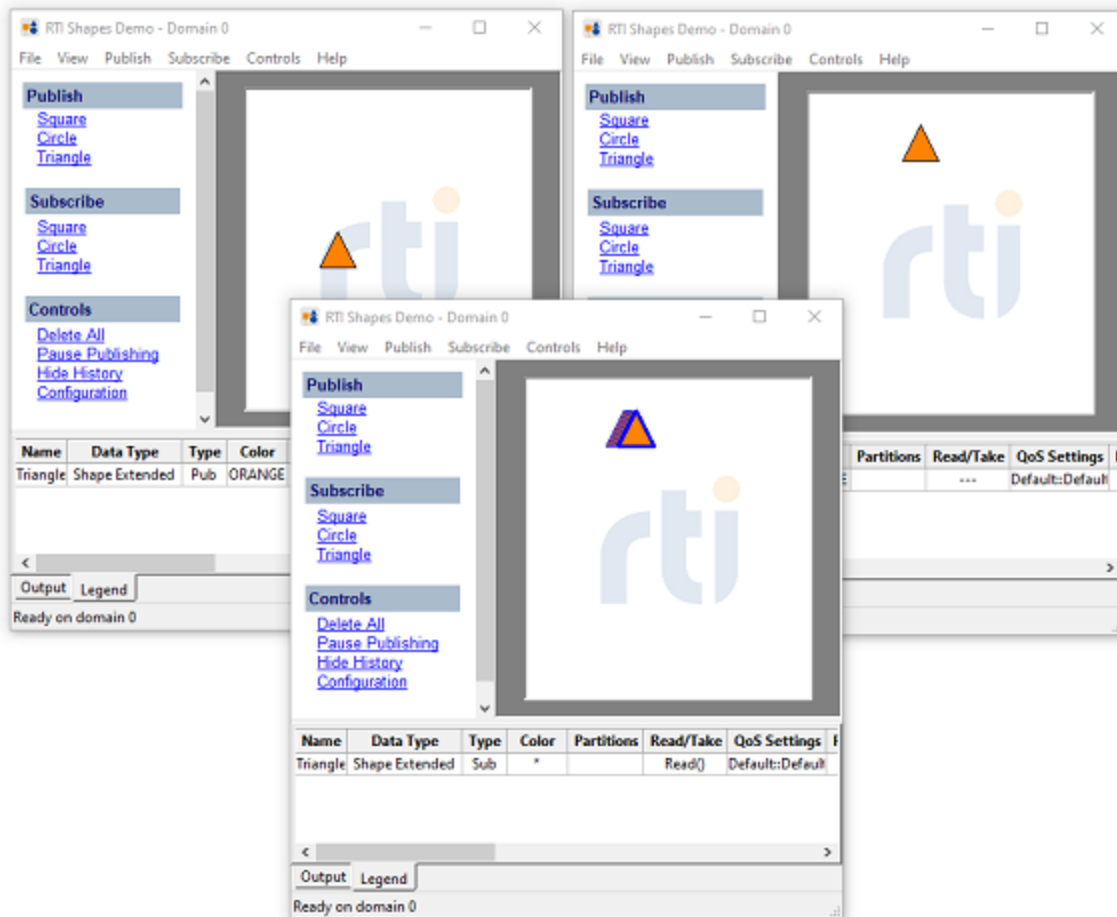 RTI Shapes Demo - Domain 0
File View Publish Subscribe Controls Help
Publish
Square
Circle
Triangle
Subscribe
Square
Circle
Triangle
Controls
Delete All
Pause Publishing
Hide History
Configuration
rti
Name Data Type Type Color
Triangle Shape Extended Pub ORANGE
Output Legend
Ready on domain 0
RTI Shapes Demo - Domain 0
File View Publish Subscribe Controls Help
Publish
Square
Circle
Triangle
Subscribe
Square
Circle
Triangle
rti
Partitions Read/Take QoS Settings
--- Default::Default
RTI Shapes Demo - Domain 0
File View Publish Subscribe Controls Help
Publish
Square
Circle
Triangle
Subscribe
Square
Circle
Triangle
Controls
Delete All
Pause Publishing
Hide History
Configuration
rti
Name Data Type Type Color Partitions Read/Take QoS Settings
Triangle Shape Extended Sub * Read() Default::Default
Output Legend
Ready on domain 0